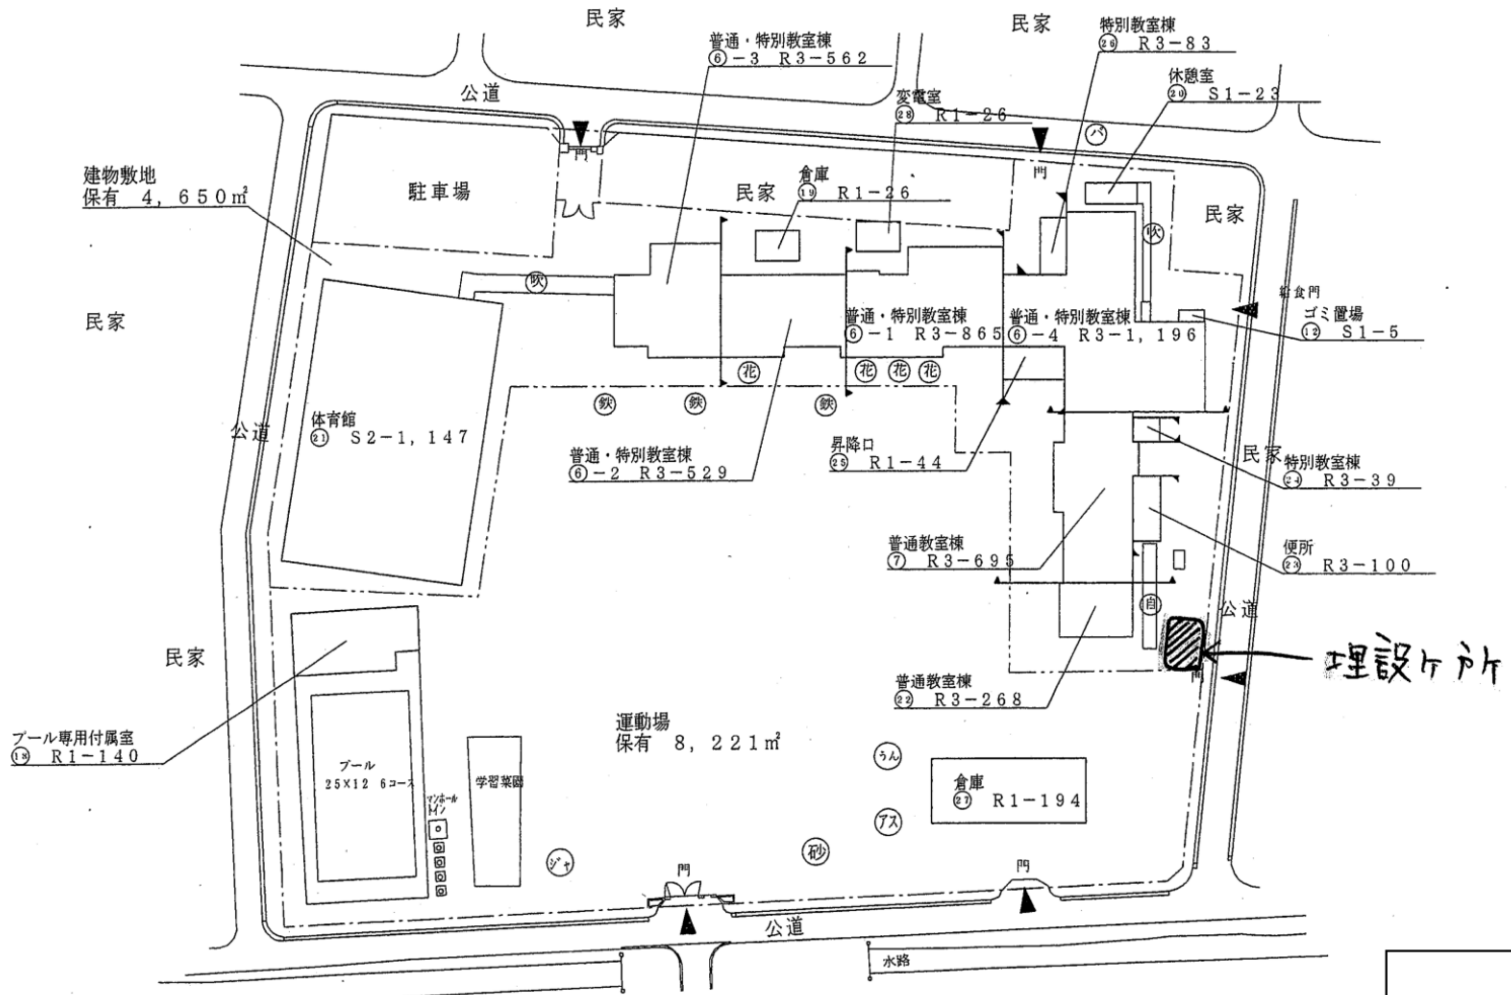 民家
民家
特別教室棟
㉖ R3-83
普通・特別教室棟
⑥-3 R3-562
休憩室
⑳ S1-23
公道
変電室
㉘ R1-26
バ
門
門
建物敷地
保有 4,650㎡
駐車場
民家
倉庫
⑲ R1-26
民家
吹
吹
給食門
ゴミ置場
⑫ S1-5
民家
普通・特別教室棟
⑥-1 R3-865
普通・特別教室棟
⑥-4 R3-1,196
花
花
花
花
鉄
鉄
鉄
体育館
㉑ S2-1,147
公道
普通・特別教室棟
⑥-2 R3-529
昇降口
㉕ R1-44
民家
特別教室棟
㉔ R3-39
普通教室棟
⑦ R3-695
便所
㉓ R3-100
自
公道
民家
埋設ヶ所
門
普通教室棟
㉒ R3-268
運動場
保有 8,221㎡
プール専用付属室
⑱ R1-140
プール
25×12 6コース
学習菜園
マンホール
トイレ
うん
倉庫
㉗ R1-194
アス
砂
ジャ
門
門
公道
水路